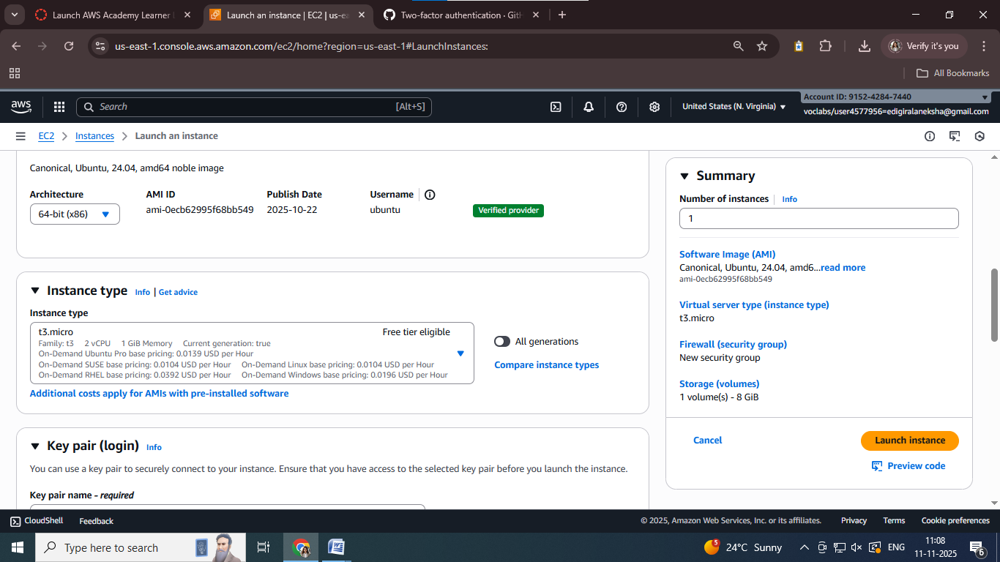 Launch AWS Academy Learner L
Launch an instance | EC2 | us-ea
Two-factor authentication · GitH
us-east-1.console.aws.amazon.com/ec2/home?region=us-east-1#LaunchInstances:
Verify it's you
All Bookmarks
aws
Search
[Alt+S]
United States (N. Virginia)
Account ID: 9152-4284-7440
voclabs/user4577956=edigiralaneksha@gmail.com
EC2
Instances
Launch an instance
Canonical, Ubuntu, 24.04, amd64 noble image
Architecture
AMI ID
Publish Date
Username
64-bit (x86)
ami-0ecb62995f68bb549
2025-10-22
ubuntu
Verified provider
Instance type
Info | Get advice
Instance type
t3.micro
Free tier eligible
Family: t3 2 vCPU 1 GiB Memory Current generation: true
On-Demand Ubuntu Pro base pricing: 0.0139 USD per Hour
On-Demand SUSE base pricing: 0.0104 USD per Hour On-Demand Linux base pricing: 0.0104 USD per Hour
On-Demand RHEL base pricing: 0.0392 USD per Hour On-Demand Windows base pricing: 0.0196 USD per Hour
All generations
Compare instance types
Additional costs apply for AMIs with pre-installed software
Key pair (login)
Info
You can use a key pair to securely connect to your instance. Ensure that you have access to the selected key pair before you launch the instance.
Key pair name - required
Summary
Number of instances
Info
1
Software Image (AMI)
Canonical, Ubuntu, 24.04, amd6...read more
ami-0ecb62995f68bb549
Virtual server type (instance type)
t3.micro
Firewall (security group)
New security group
Storage (volumes)
1 volume(s) - 8 GiB
Cancel
Launch instance
Preview code
CloudShell
Feedback
© 2025, Amazon Web Services, Inc. or its affiliates.
Privacy
Terms
Cookie preferences
Type here to search
5
24°C Sunny
ENG
11:08
11-11-2025
6